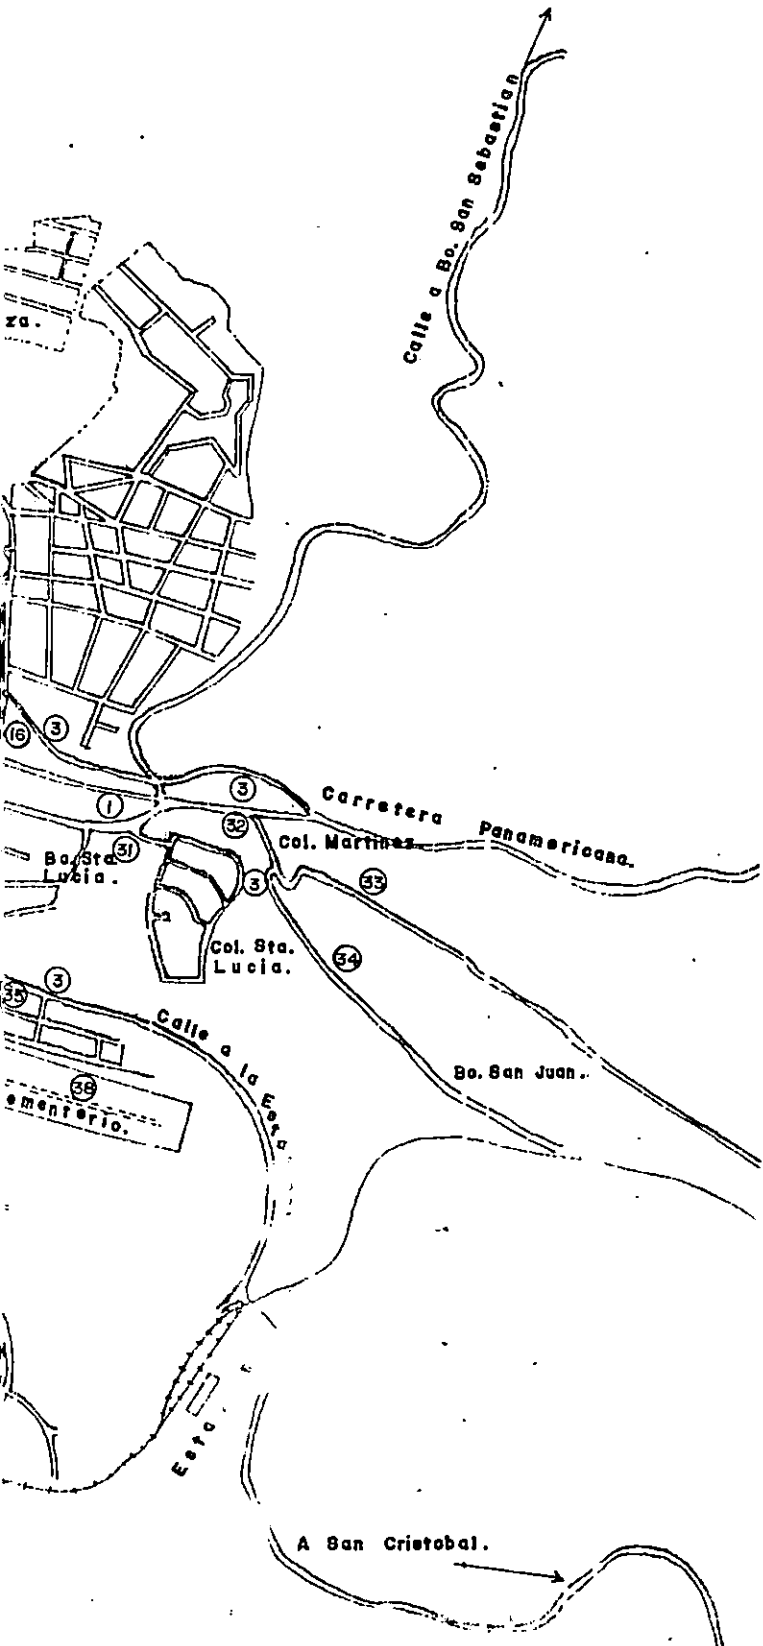 Calle a Bo. San Sebastian
za.
16
3
3
1
Carretera Panamericana.
32
31
Col. Martinez
Bo. Sta.
Lucia.
3
33
Col. Sta.
Lucia.
34
3
35
Calle a la Esta
Bo. San Juan.
38
ementerio.
Esta
A San Cristobal.